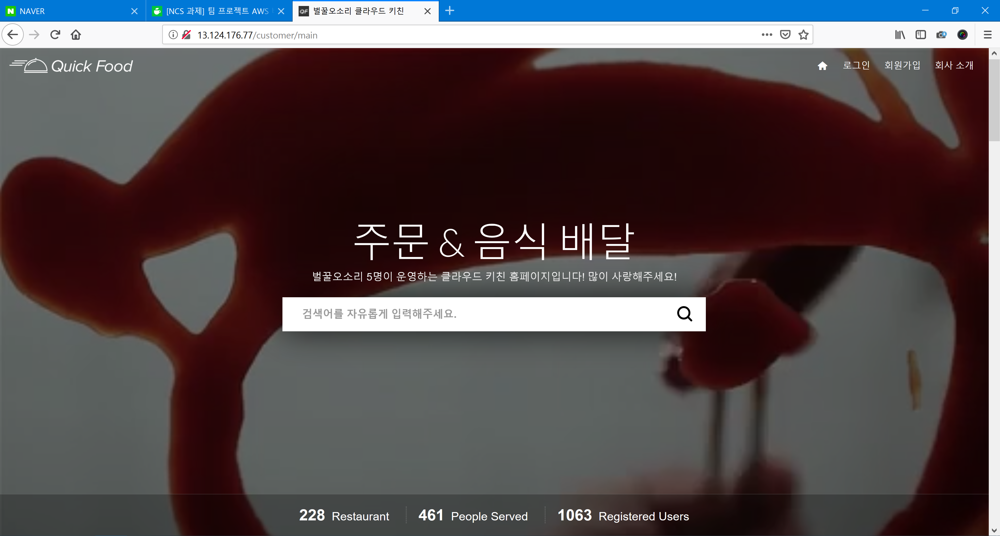 NAVER
[NCS 과제] 팀 프로젝트 AWS
벌꿀오소리 클라우드 키친
13.124.176.77/customer/main
Quick Food
로그인 회원가입 회사 소개
주문 & 음식 배달
벌꿀오소리 5명이 운영하는 클라우드 키친 홈페이지입니다! 많이 사랑해주세요!
검색어를 자유롭게 입력해주세요.
228 Restaurant 461 People Served 1063 Registered Users